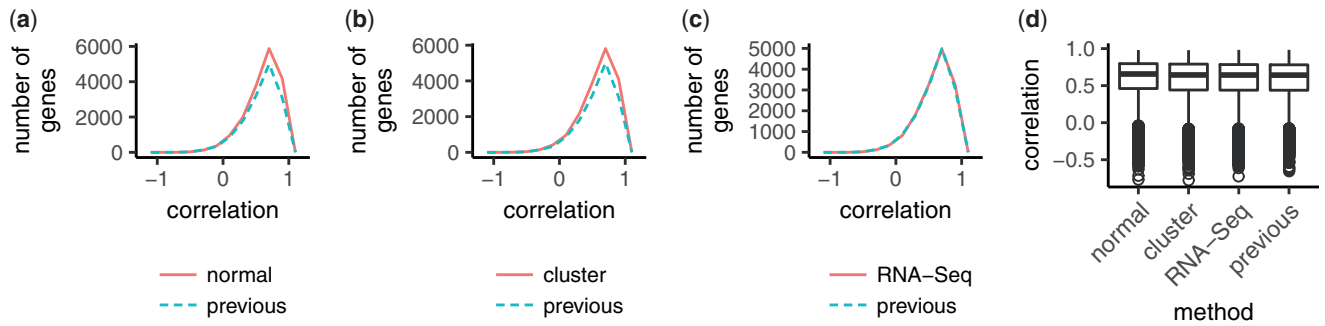 (a)
number of
genes
6000
4000
2000
0
−1 0 1
correlation
normal
previous
(b)
number of
genes
6000
4000
2000
0
−1 0 1
correlation
cluster
previous
(c)
number of
genes
5000
4000
3000
2000
1000
0
−1 0 1
correlation
RNA−Seq
previous
(d)
correlation
1.0
0.5
0.0
−0.5
normal
cluster
RNA−Seq
previous
method